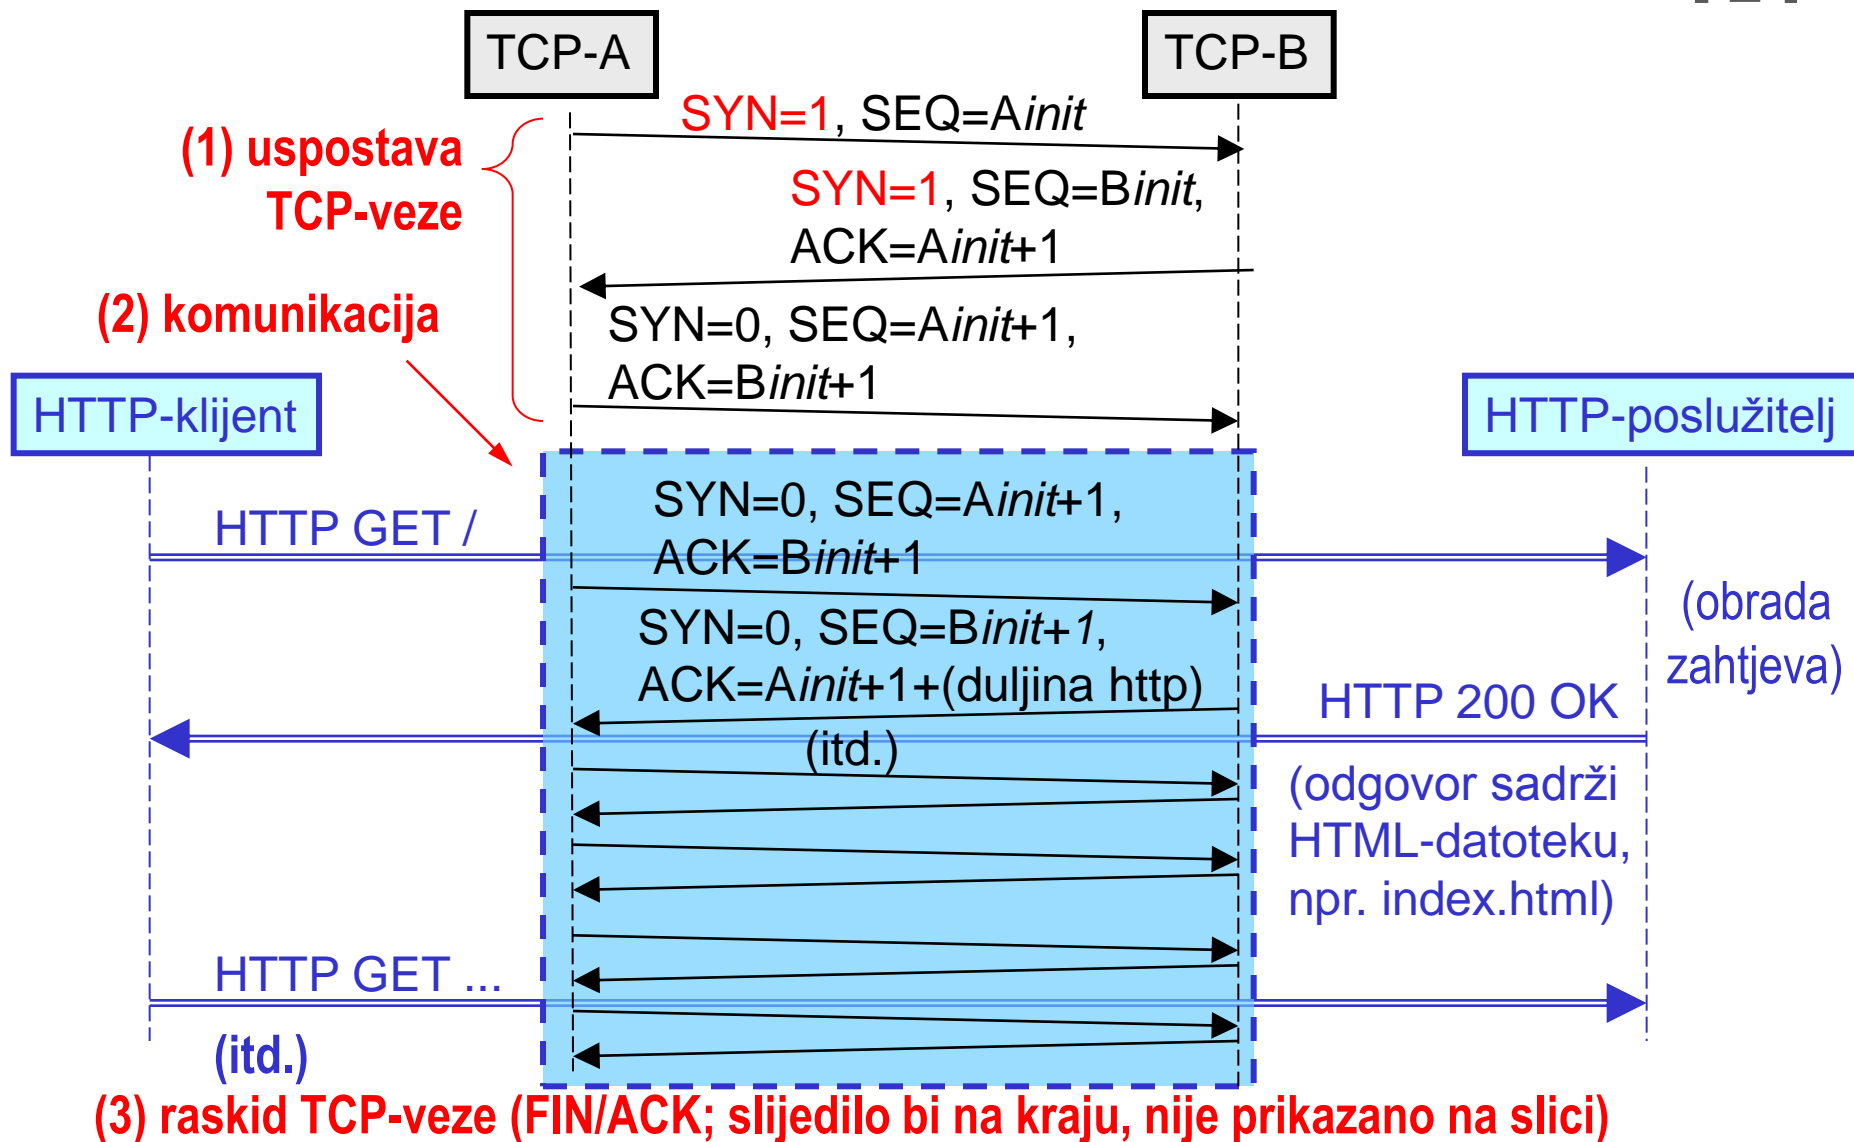 TCP-A
TCP-B
SYN=1, SEQ=Ainit
(1) uspostava
TCP-veze
SYN=1, SEQ=Binit,
ACK=Ainit+1
(2) komunikacija
SYN=0, SEQ=Ainit+1,
ACK=Binit+1
HTTP-klijent
HTTP-poslužitelj
HTTP GET /
SYN=0, SEQ=Ainit+1,
ACK=Binit+1
(obrada
zahtjeva)
SYN=0, SEQ=Binit+1,
ACK=Ainit+1+(duljina http)
HTTP 200 OK
(itd.)
(odgovor sadrži
HTML-datoteku,
npr. index.html)
HTTP GET ...
(itd.)
(3) raskid TCP-veze (FIN/ACK; slijedilo bi na kraju, nije prikazano na slici)